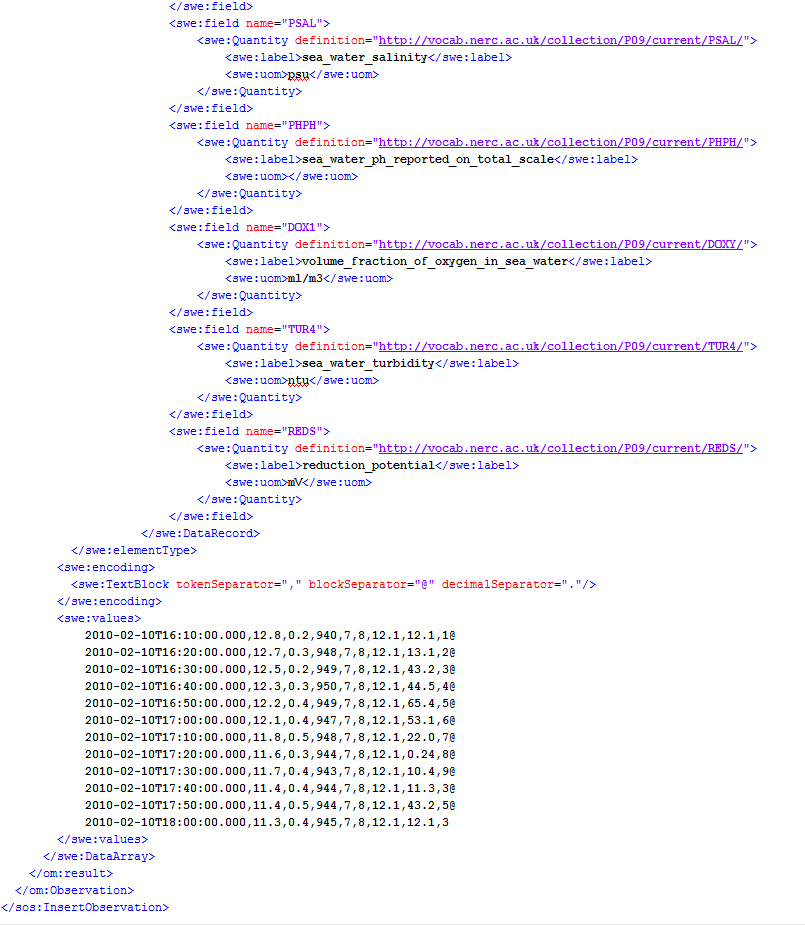 </swe:field>
<swe:field name="PSAL">
<swe:Quantity definition="http://vocab.nerc.ac.uk/collection/P09/current/PSAL/">
<swe:label>sea_water_salinity</swe:label>
<swe:uom>psu</swe:uom>
</swe:Quantity>
</swe:field>
<swe:field name="PHPH">
<swe:Quantity definition="http://vocab.nerc.ac.uk/collection/P09/current/PHPH/">
<swe:label>sea_water_ph_reported_on_total_scale</swe:label>
<swe:uom></swe:uom>
</swe:Quantity>
</swe:field>
<swe:field name="DOX1">
<swe:Quantity definition="http://vocab.nerc.ac.uk/collection/P09/current/DOXY/">
<swe:label>volume_fraction_of_oxygen_in_sea_water</swe:label>
<swe:uom>ml/m3</swe:uom>
</swe:Quantity>
</swe:field>
<swe:field name="TUR4">
<swe:Quantity definition="http://vocab.nerc.ac.uk/collection/P09/current/TUR4/">
<swe:label>sea_water_turbidity</swe:label>
<swe:uom>ntu</swe:uom>
</swe:Quantity>
</swe:field>
<swe:field name="REDS">
<swe:Quantity definition="http://vocab.nerc.ac.uk/collection/P09/current/REDS/">
<swe:label>reduction_potential</swe:label>
<swe:uom>mV</swe:uom>
</swe:Quantity>
</swe:field>
</swe:DataRecord>
</swe:elementType>
<swe:encoding>
<swe:TextBlock tokenSeparator="," blockSeparator="@" decimalSeparator="."/>
</swe:encoding>
<swe:values>
2010-02-10T16:10:00.000,12.8,0.2,940,7,8,12.1,12.1,1@
2010-02-10T16:20:00.000,12.7,0.3,948,7,8,12.1,13.1,2@
2010-02-10T16:30:00.000,12.5,0.2,949,7,8,12.1,43.2,3@
2010-02-10T16:40:00.000,12.3,0.3,950,7,8,12.1,44.5,4@
2010-02-10T16:50:00.000,12.2,0.4,949,7,8,12.1,65.4,5@
2010-02-10T17:00:00.000,12.1,0.4,947,7,8,12.1,53.1,6@
2010-02-10T17:10:00.000,11.8,0.5,948,7,8,12.1,22.0,7@
2010-02-10T17:20:00.000,11.6,0.3,944,7,8,12.1,0.24,8@
2010-02-10T17:30:00.000,11.7,0.4,943,7,8,12.1,10.4,9@
2010-02-10T17:40:00.000,11.4,0.4,944,7,8,12.1,11.3,3@
2010-02-10T17:50:00.000,11.4,0.5,944,7,8,12.1,43.2,5@
2010-02-10T18:00:00.000,11.3,0.4,945,7,8,12.1,12.1,3
</swe:values>
</swe:DataArray>
</om:result>
</om:Observation>
</sos:InsertObservation>